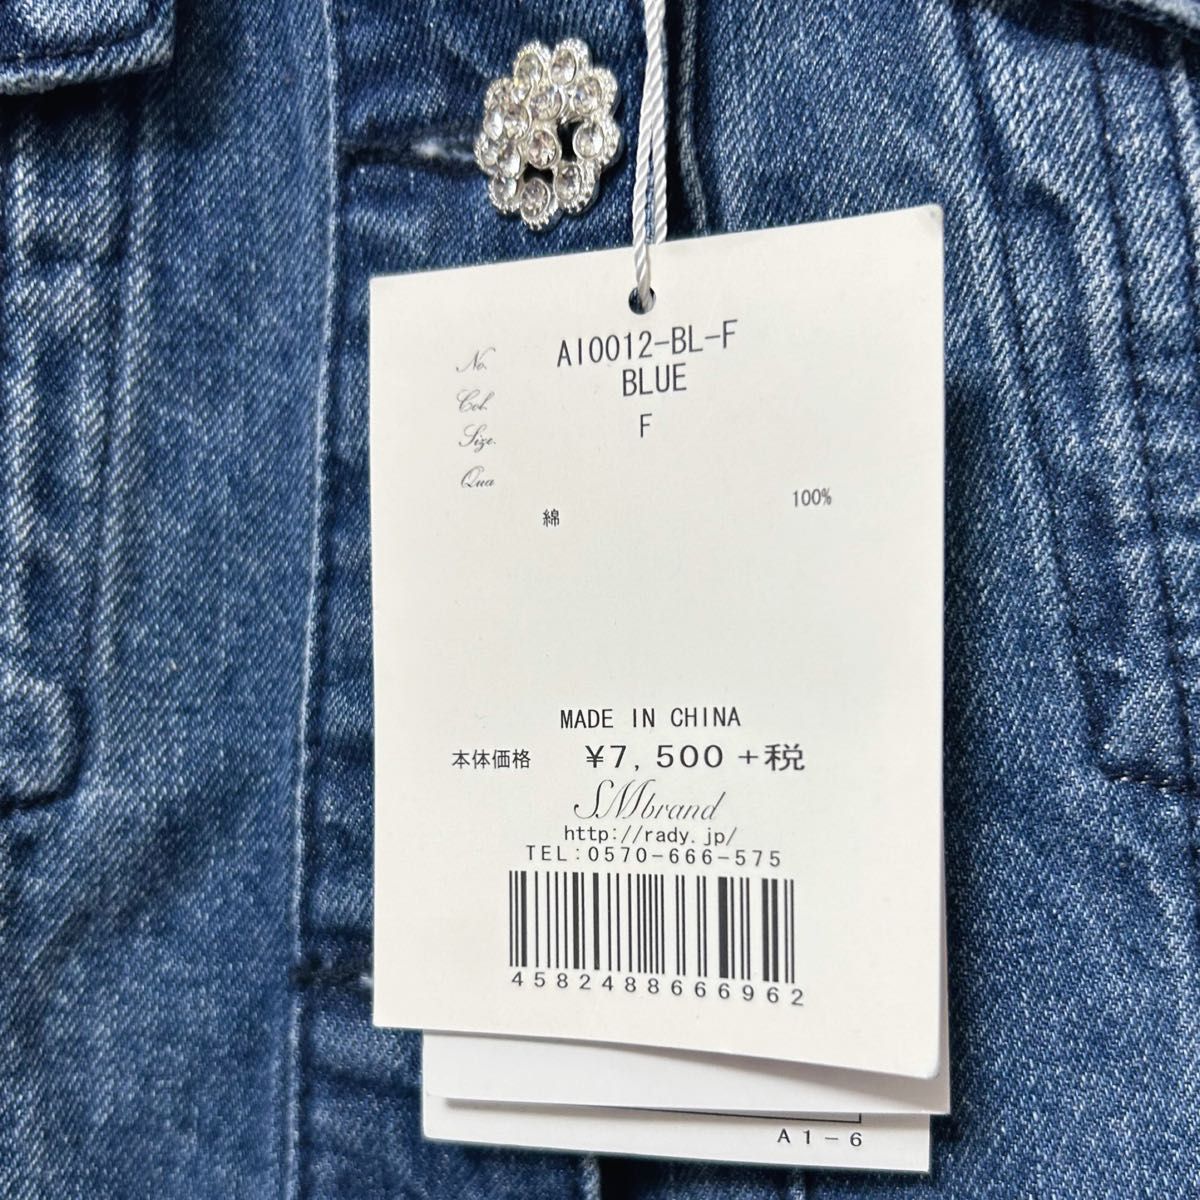 No. AI0012-BL-F
Col. BLUE
Size. F
Qua
綿 100%
MADE IN CHINA
本体価格 ¥7,500+税
SMbrand
http://rady.jp/
TEL:0570-666-575
4582488666962
A1-6